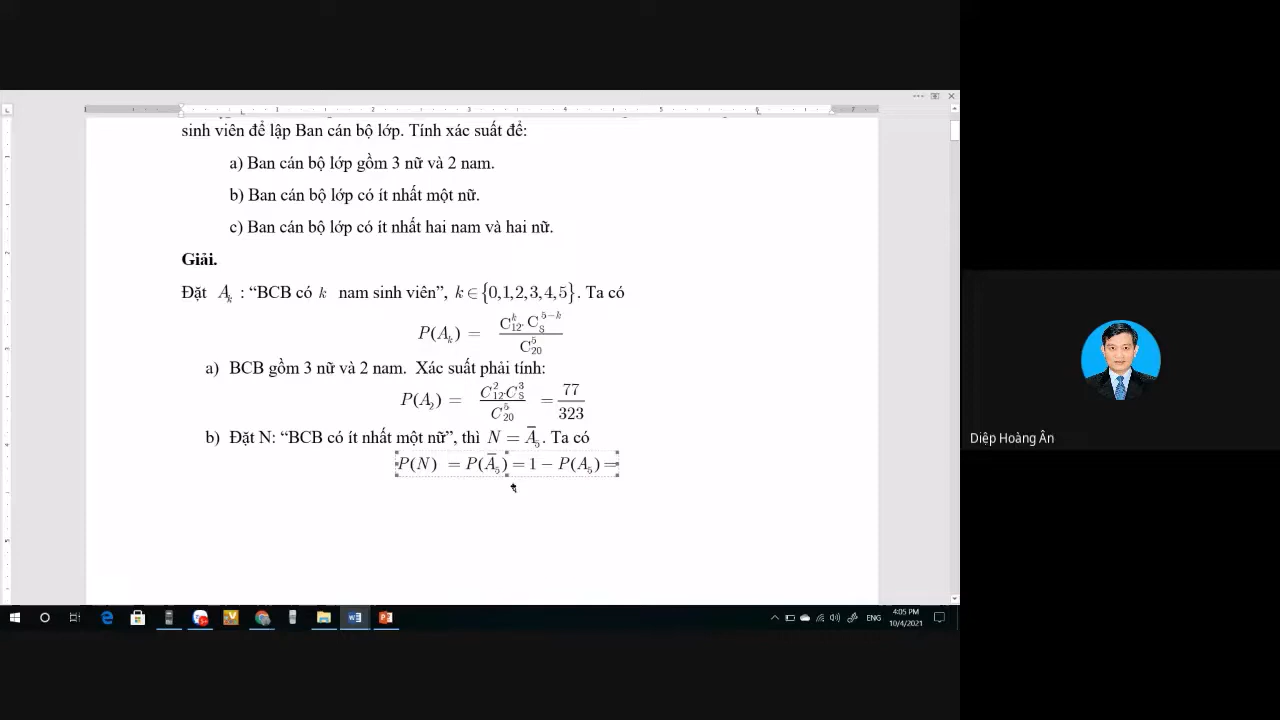 sinh viên để lập Ban cán bộ lớp. Tính xác suất để:
a) Ban cán bộ lớp gồm 3 nữ và 2 nam.
b) Ban cán bộ lớp có ít nhất một nữ.
c) Ban cán bộ lớp có ít nhất hai nam và hai nữ.
Giải.
Đặt A_k : “BCB có k nam sinh viên”, k ∈ {0,1,2,3,4,5}. Ta có
P(A_k) = C_12^k . C_8^{5-k} / C_20^5
a) BCB gồm 3 nữ và 2 nam. Xác suất phải tính:
P(A_2) = C_12^2 . C_8^3 / C_20^5 = 77/323
b) Đặt N: “BCB có ít nhất một nữ”, thì N = Ā_5. Ta có
P(N) = P(Ā_5) = 1 − P(A_5) =
Diệp Hoàng Ân
ENG
4:05 PM
10/4/2021